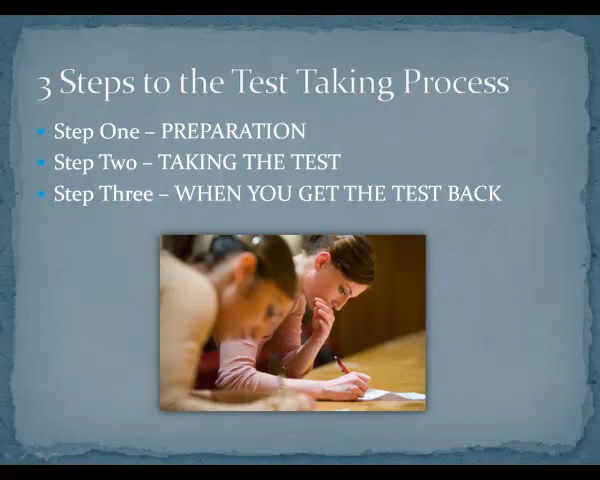 3 Steps to the Test Taking Process
Step One – PREPARATION
Step Two – TAKING THE TEST
Step Three – WHEN YOU GET THE TEST BACK